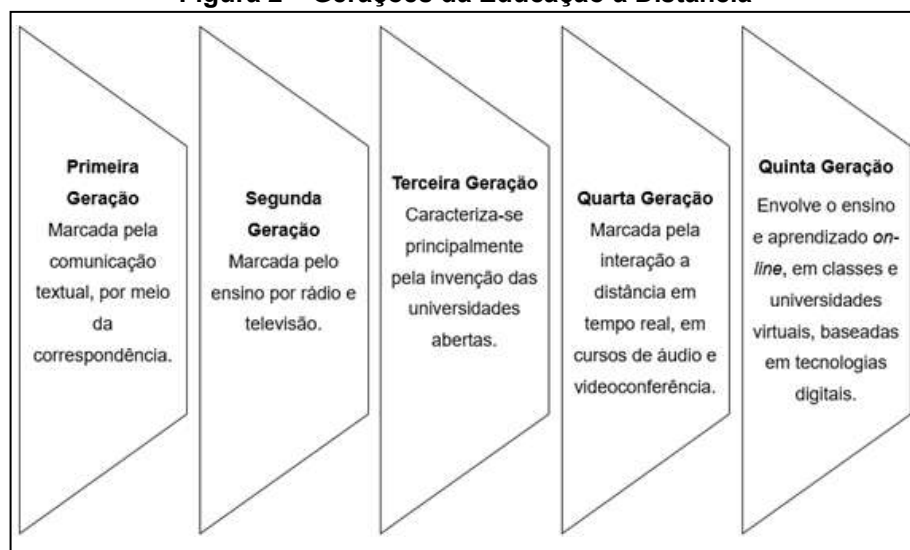 Figura 2 – Gerações da Educação a Distância
Primeira
Geração
Marcada pela
comunicação
textual, por meio
da
correspondência.
Segunda
Geração
Marcada pelo
ensino por rádio e
televisão.
Terceira Geração
Caracteriza-se
principalmente
pela invenção das
universidades
abertas.
Quarta Geração
Marcada pela
interação a
distância em
tempo real, em
cursos de áudio e
videoconferência.
Quinta Geração
Envolve o ensino
e aprendizado on-
line, em classes e
universidades
virtuais, baseadas
em tecnologias
digitais.